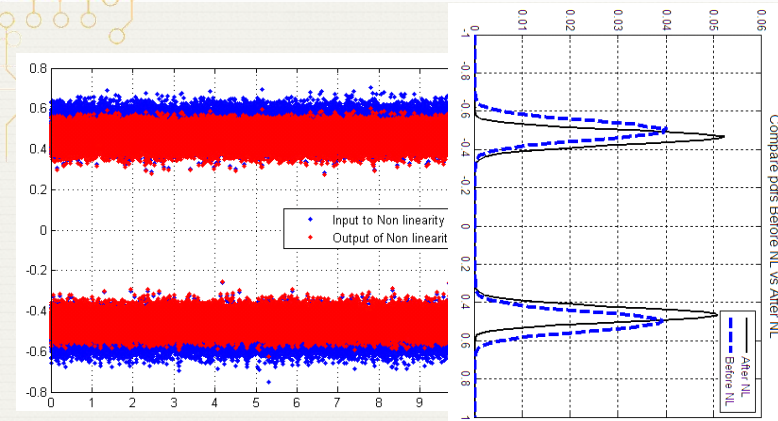 0.8
0.6
0.4
0.2
0
-0.2
-0.4
-0.6
-0.8
0 1 2 3 4 5 6 7 8 9
Input to Non linearity
Output of Non linearit
Compare pdfs Before NL vs After NL
0 0.01 0.02 0.03 0.04 0.05 0.06
-1
-0.8
-0.6
-0.4
-0.2
0
0.2
0.4
0.6
0.8
1
After NL
Before NL